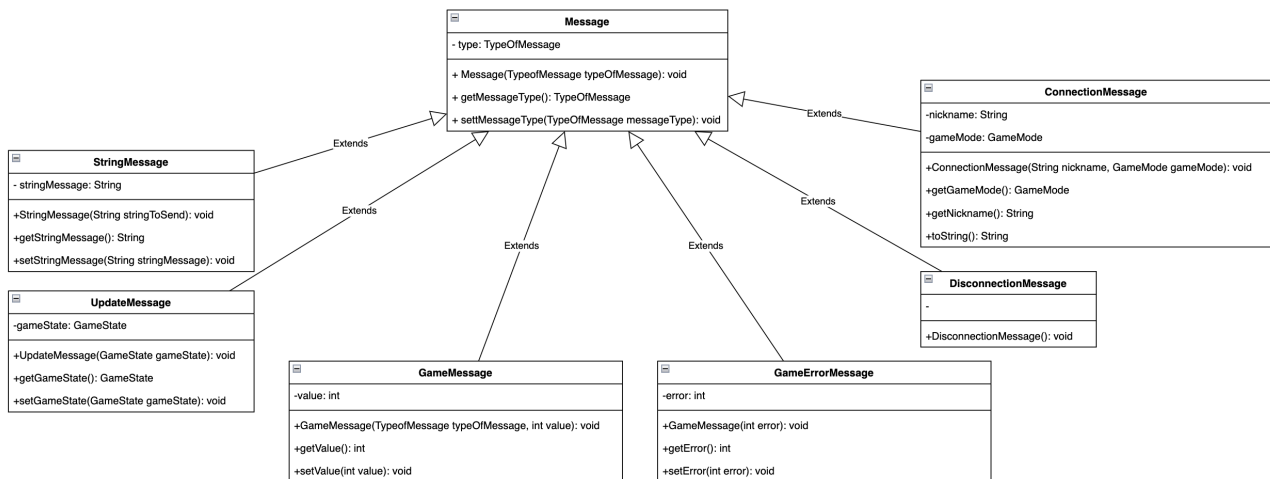 Message
- type: TypeOfMessage
+ Message(TypeofMessage typeOfMessage): void
+ getMessageType(): TypeOfMessage
+ settMessageType(TypeOfMessage messageType): void
ConnectionMessage
-nickname: String
-gameMode: GameMode
+ConnectionMessage(String nickname, GameMode gameMode): void
+getGameMode(): GameMode
+getNickname(): String
+toString(): String
Extends
Extends
StringMessage
- stringMessage: String
+StringMessage(String stringToSend): void
+getStringMessage(): String
+setStringMessage(String stringMessage): void
Extends
Extends
Extends
Extends
UpdateMessage
-gameState: GameState
+UpdateMessage(GameState gameState): void
+getGameState(): GameState
+setGameState(GameState gameState): void
DisconnectionMessage
-
+DisconnectionMessage(): void
GameMessage
-value: int
+GameMessage(TypeofMessage typeOfMessage, int value): void
+getValue(): int
+setValue(int value): void
GameErrorMessage
-error: int
+GameMessage(int error): void
+getError(): int
+setError(int error): void